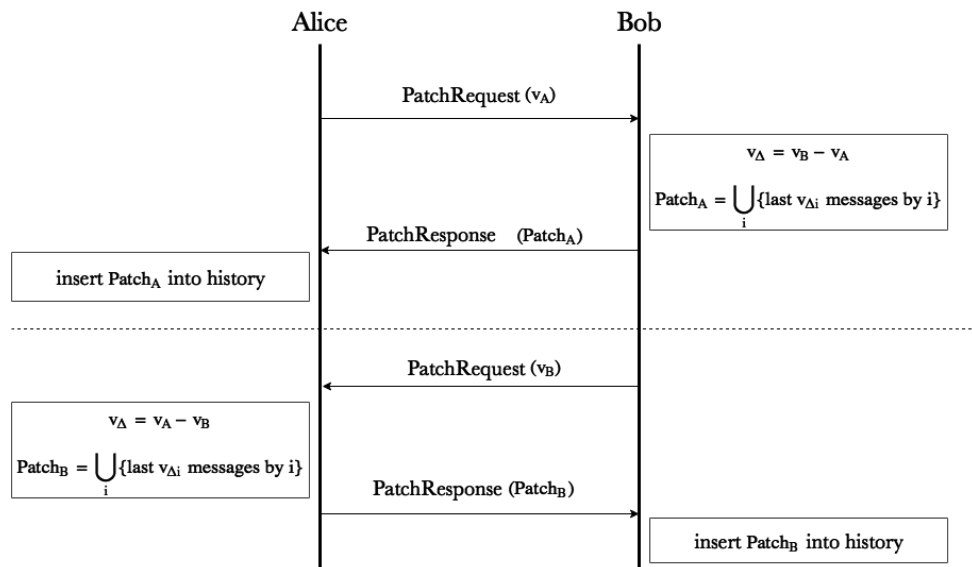 Alice
Bob
PatchRequest (vA)
vΔ = vB − vA
PatchA = ⋃i {last vΔi messages by i}
PatchResponse (PatchA)
insert PatchA into history
PatchRequest (vB)
vΔ = vA − vB
PatchB = ⋃i {last vΔi messages by i}
PatchResponse (PatchB)
insert PatchB into history